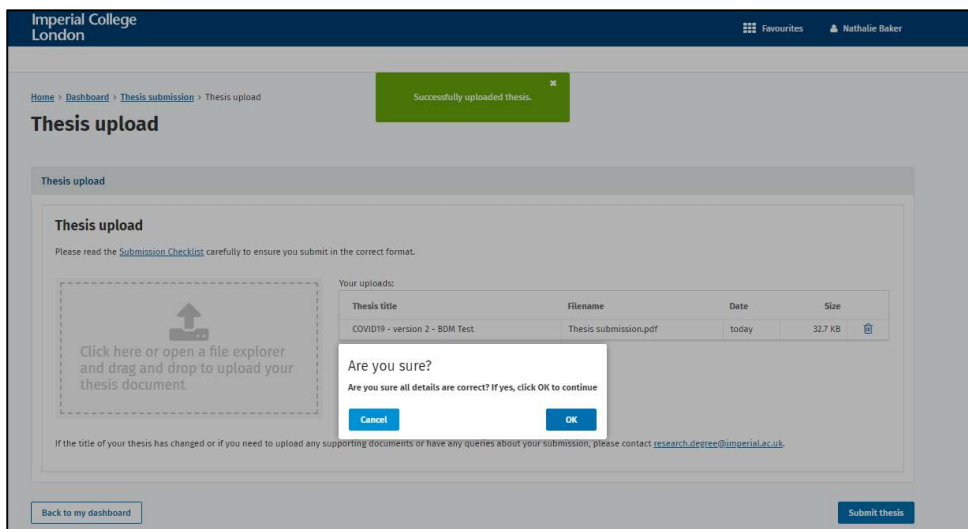 Imperial College
London
Favourites
Nathalie Baker
Home > Dashboard > Thesis submission > Thesis upload
Successfully uploaded thesis.
Thesis upload
Thesis upload
Thesis upload
Please read the Submission Checklist carefully to ensure you submit in the correct format.
Click here or open a file explorer
and drag and drop to upload your
thesis document
Your uploads:
Thesis title Filename Date Size
COVID19 - version 2 - BDM Test Thesis submission.pdf today 32.7 KB
Are you sure?
Are you sure all details are correct? If yes, click OK to continue
Cancel OK
If the title of your thesis has changed or if you need to upload any supporting documents or have any queries about your submission, please contact research.degree@imperial.ac.uk.
Back to my dashboard
Submit thesis